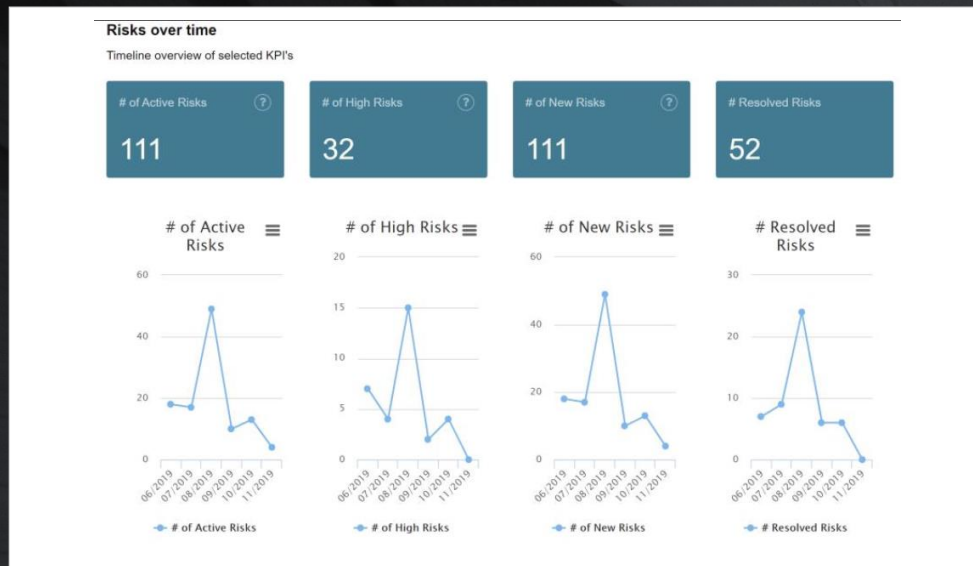 Risks over time
Timeline overview of selected KPI's
# of Active Risks ?
111
# of High Risks ?
32
# of New Risks ?
111
# Resolved Risks
52
# of Active
Risks
60
40
20
0
06/2019
07/2019
08/2019
09/2019
10/2019
11/2019
# of Active Risks
# of High Risks
20
15
10
5
0
06/2019
07/2019
08/2019
09/2019
10/2019
11/2019
# of High Risks
# of New Risks
60
40
20
0
06/2019
07/2019
08/2019
09/2019
10/2019
11/2019
# of New Risks
# Resolved
Risks
30
20
10
0
06/2019
07/2019
08/2019
09/2019
10/2019
11/2019
# Resolved Risks